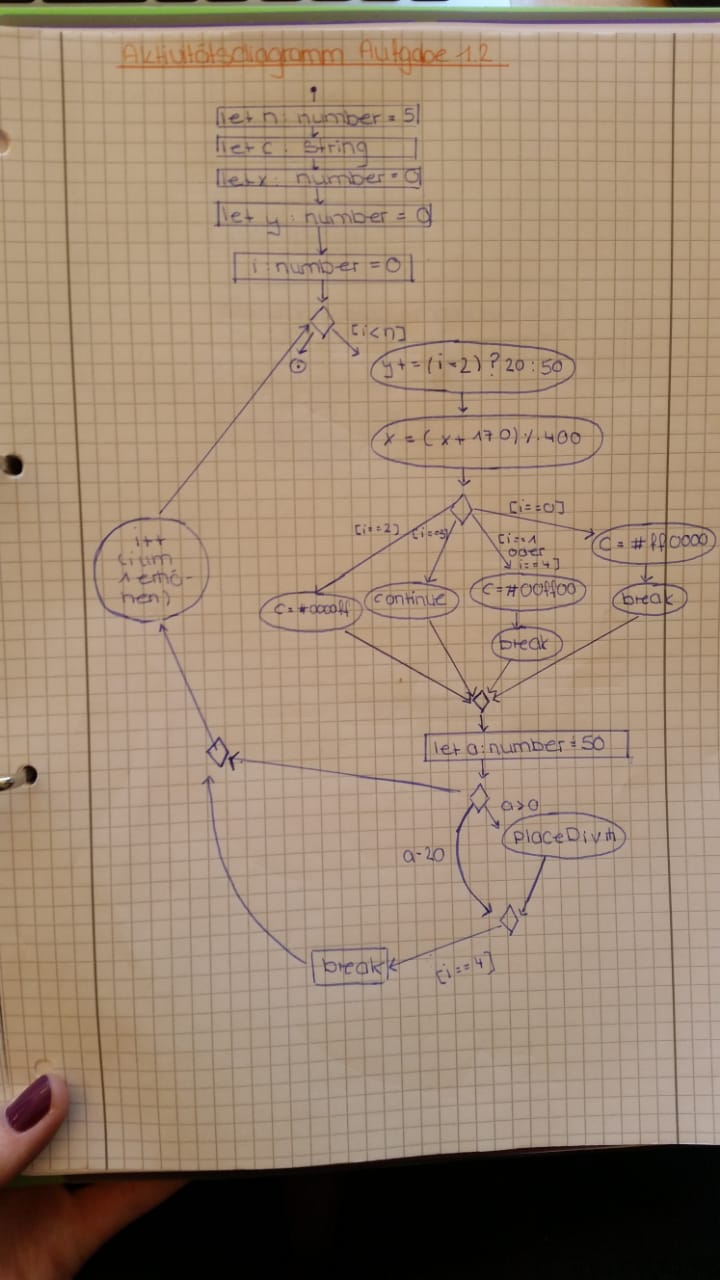 Aktivitätsdiagramm Aufgabe 1.2
let n: number = 5
let c: string
let x: number = 0
let y: number = 0
i: number = 0
[i<n]
y+=(i=2)?20:50
x=(x+170)%400
[i==0]
[i==2]
[i==3]
[i==1
oder
i==4]
c=#ff0000
c=#0000ff
continue
c=#00ff00
break
break
i++
(i um
1 erhö-
hen)
let a:number=50
a>0
placeDiv
a-20
break
[i==4]